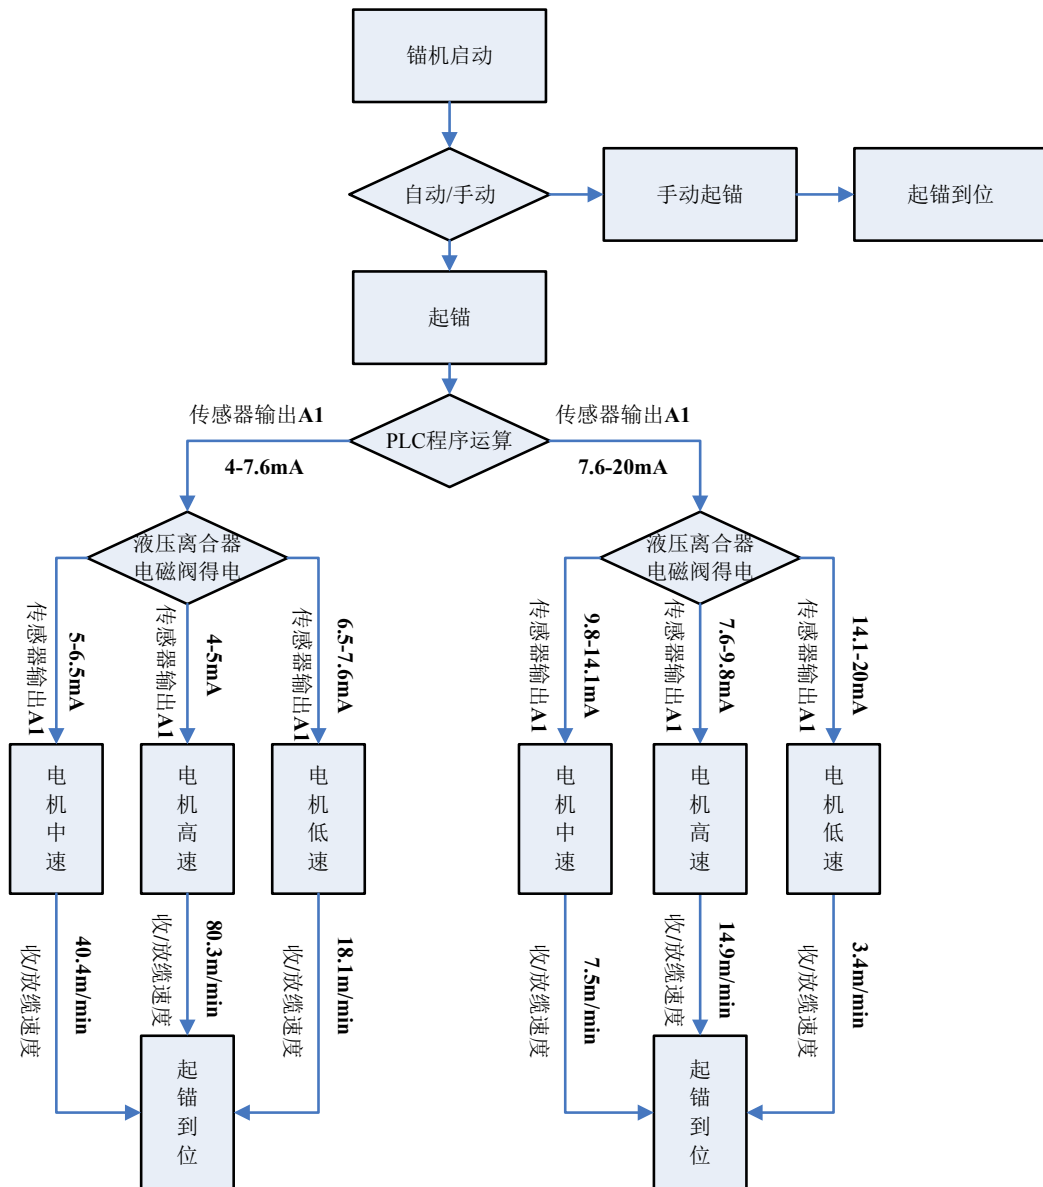 锚机启动
自动/手动
手动起锚
起锚到位
起锚
传感器输出A1
PLC程序运算
传感器输出A1
4-7.6mA
7.6-20mA
液压离合器
电磁阀得电
液压离合器
电磁阀得电
传感器输出A1
5-6.5mA
传感器输出A1
4-5mA
传感器输出A1
6.5-7.6mA
传感器输出A1
9.8-14.1mA
传感器输出A1
7.6-9.8mA
传感器输出A1
14.1-20mA
电机中速
电机高速
电机低速
电机中速
电机高速
电机低速
收/放缆速度
40.4m/min
收/放缆速度
80.3m/min
收/放缆速度
18.1m/min
收/放缆速度
7.5m/min
收/放缆速度
14.9m/min
收/放缆速度
3.4m/min
起锚到位
起锚到位